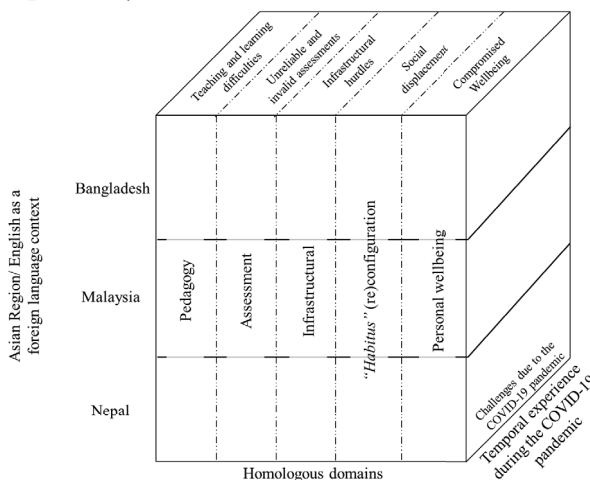 Teaching and learning
difficulties
Unreliable and
invalid assessments
Infrastructural
hurdles
Social
displacement
Compromised
Wellbeing
Asian Region/ English as a
foreign language context
Bangladesh
Malaysia
Nepal
Pedagogy
Assessment
Infrastructural
"Habitus" (re)configuration
Personal wellbeing
Challenges due to the
COVID-19 pandemic
Temporal experience
during the COVID-19
pandemic
Homologous domains